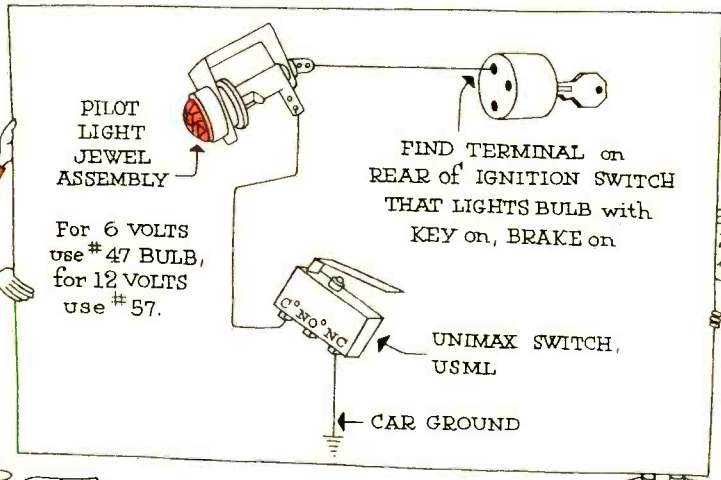 PILOT
LIGHT
JEWEL
ASSEMBLY
For 6 VOLTS
use #47 BULB,
for 12 VOLTS
use #57.
FIND TERMINAL on
REAR of IGNITION SWITCH
THAT LIGHTS BULB with
KEY on, BRAKE on
C°NO°NC
UNIMAX SWITCH,
USML
CAR GROUND